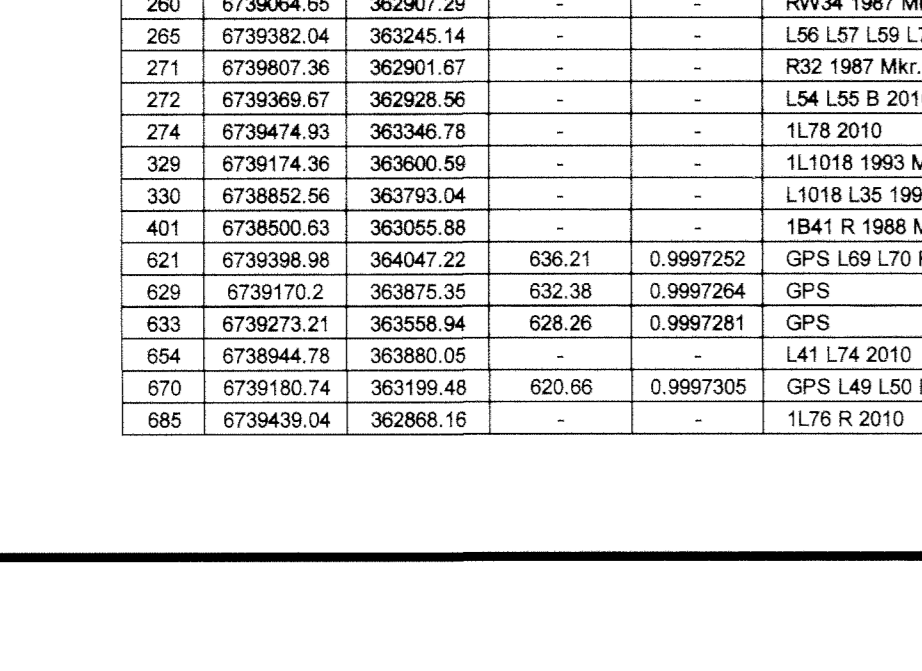 260 6739064.65 362907.29 - - RW34 1987
265 6739382.04 363245.14 - - L56 L57 L59
271 6739807.36 362901.67 - - R32 1987 Mkr.
272 6739369.67 362928.56 - - L54 L55 B
274 6739474.93 363346.78 - - 1L78 2010
329 6739174.36 363600.59 - - 1L1018 1993
330 6738852.56 363793.04 - - L1018 L35
401 6738500.63 363055.88 - - 1B41 R 1988
621 6739398.98 364047.22 636.21 0.9997252 GPS L69 L70
629 6739170.2 363875.35 632.38 0.9997264 GPS
633 6739273.21 363558.94 628.26 0.9997281 GPS
654 6738944.78 363880.05 - - L41 L74 2010
670 6739180.74 363199.48 620.66 0.9997305 GPS L49 L50
685 6739439.04 362868.16 - - 1L76 R 2010